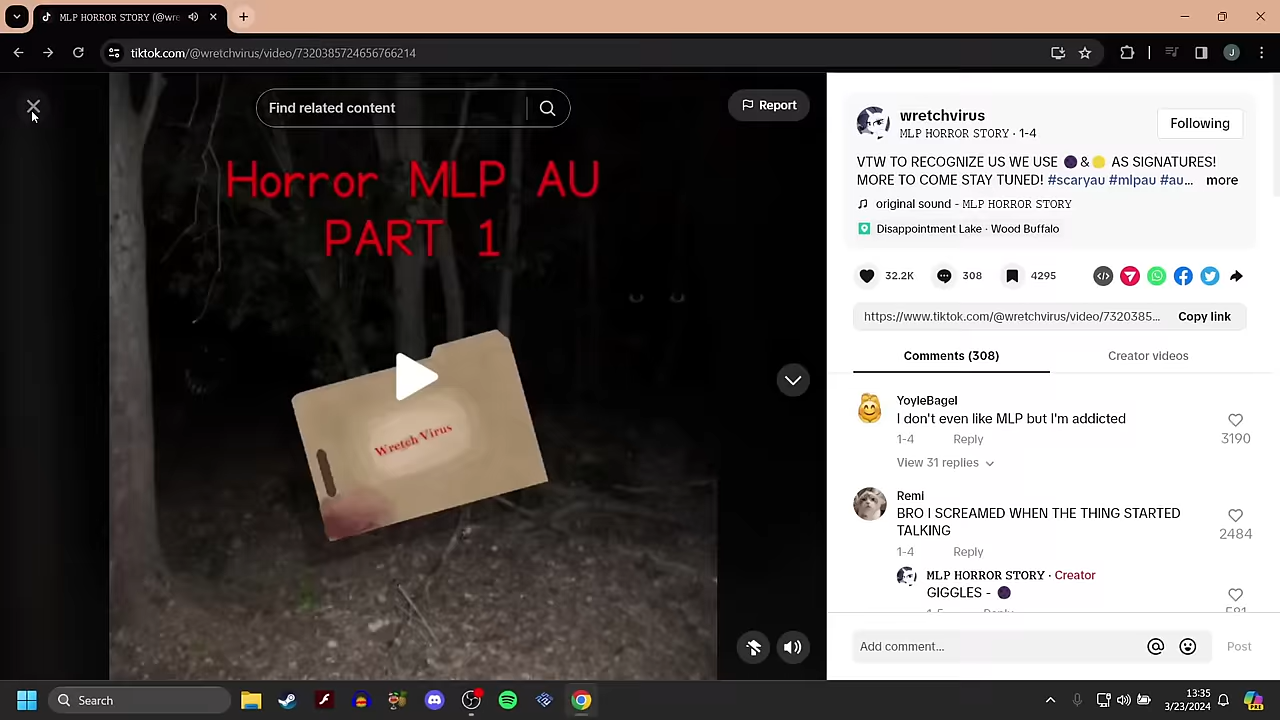 MLP HORROR STORY (@wre
tiktok.com/@wretchvirus/video/7320385724656766214
J
Find related content
Report
Horror MLP AU
PART 1
Wretch Virus
wretchvirus
MLP HORROR STORY · 1-4
Following
VTW TO RECOGNIZE US WE USE 🌑&🌕 AS SIGNATURES!
MORE TO COME STAY TUNED! #scaryau #mlpau #au... more
original sound - MLP HORROR STORY
Disappointment Lake · Wood Buffalo
32.2K
308
4295
https://www.tiktok.com/@wretchvirus/video/7320385... Copy link
Comments (308)
Creator videos
YoyleBagel
I don't even like MLP but I'm addicted
1-4 Reply
3190
View 31 replies
Remi
BRO I SCREAMED WHEN THE THING STARTED
TALKING
2484
1-4 Reply
MLP HORROR STORY · Creator
GIGGLES - 🌑
1-5 Reply
581
Add comment...
Post
Search
13:35
3/23/2024
PRE